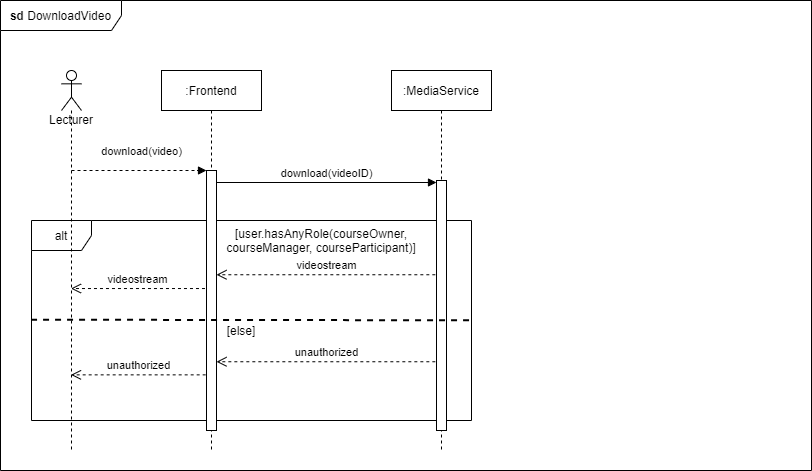 sd DownloadVideo
:Frontend
:MediaService
Lecturer
download(video)
download(videoID)
alt
[user.hasAnyRole(courseOwner,
courseManager, courseParticipant)]
videostream
videostream
[else]
unauthorized
unauthorized